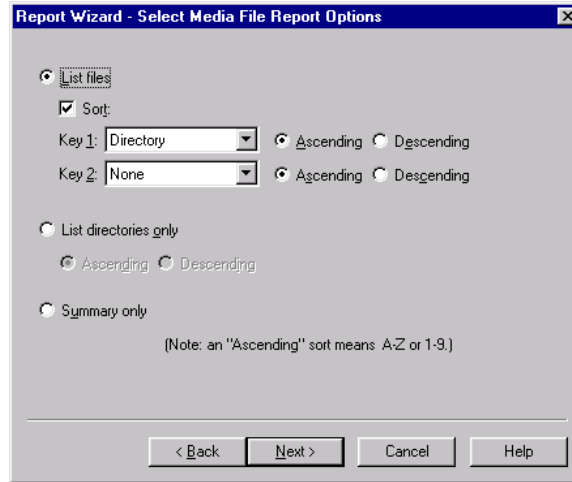 Report Wizard - Select Media File Report Options
List files
Sort:
Key 1: Directory Ascending Descending
Key 2: None Ascending Descending
List directories only
Ascending Descending
Summary only
(Note: an "Ascending" sort means A-Z or 1-9.)
< Back Next > Cancel Help